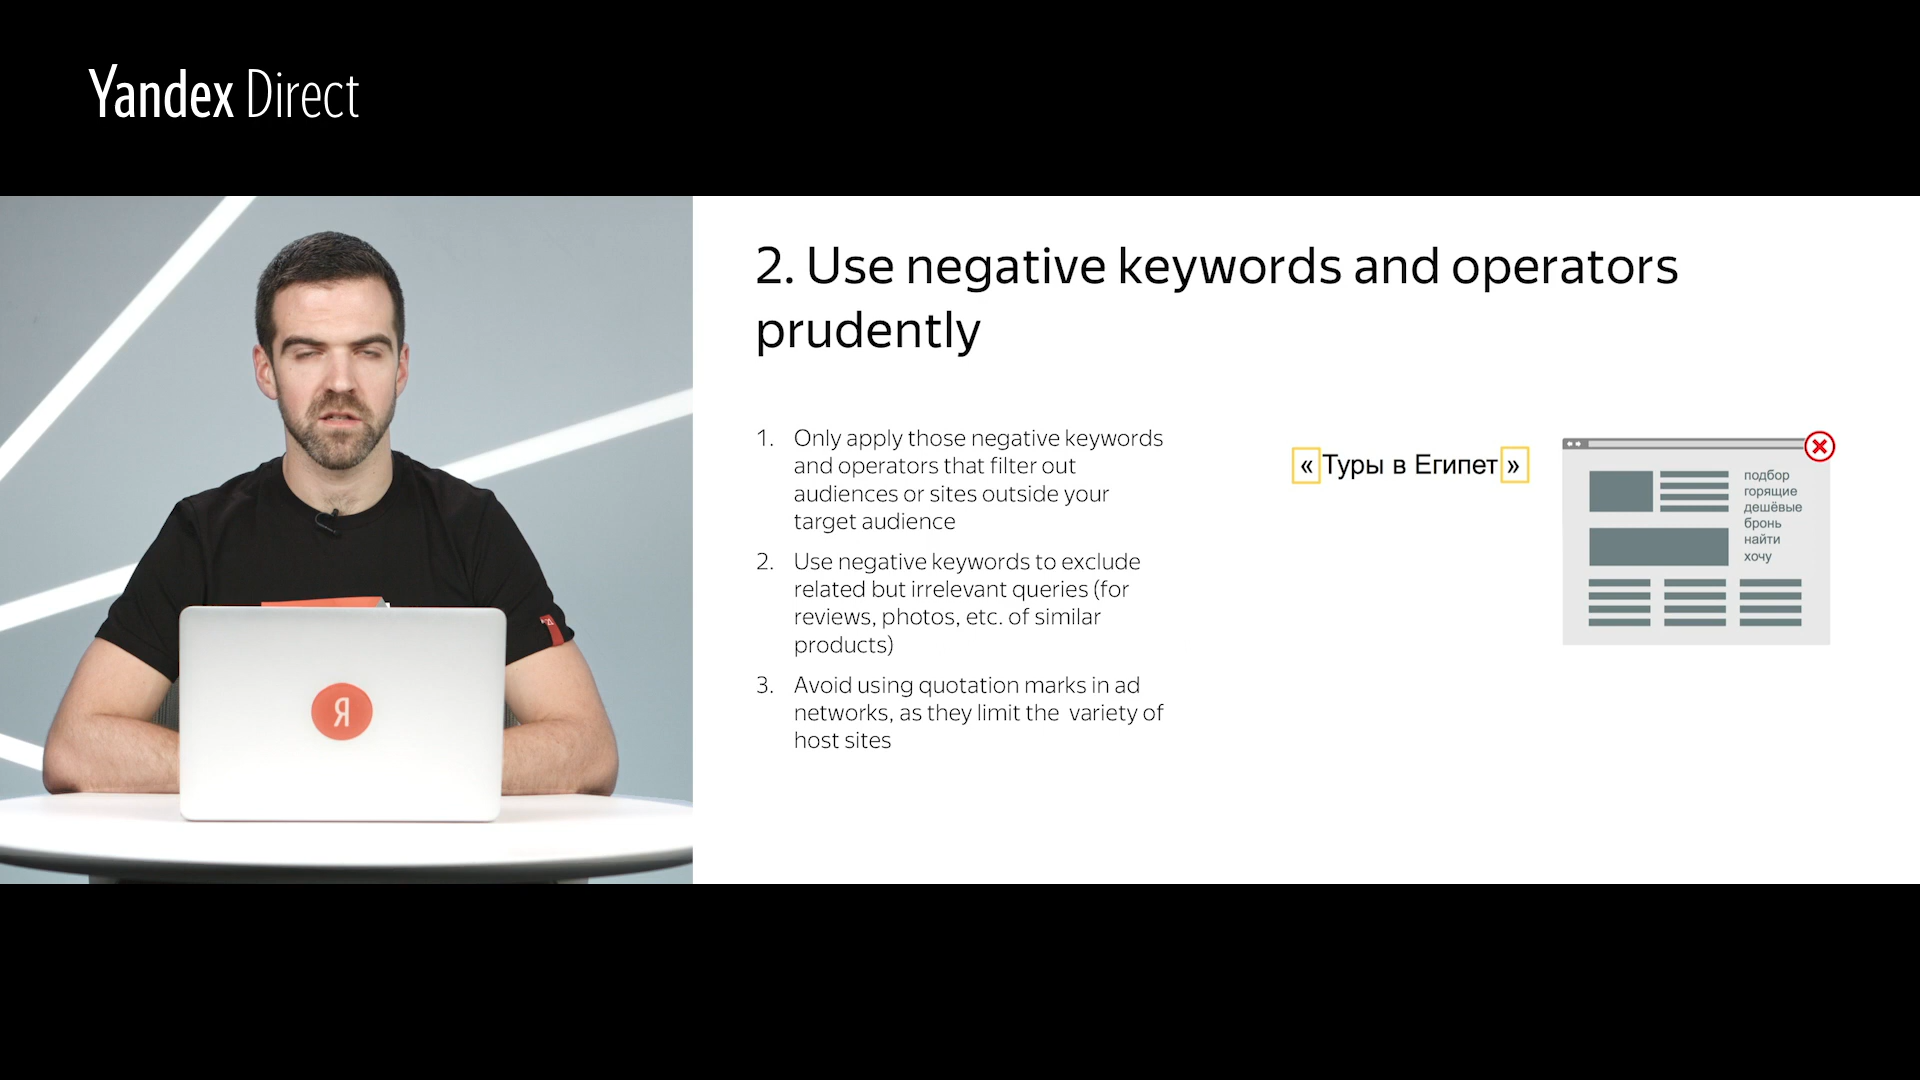 Yandex Direct
2. Use negative keywords and operators
prudently
1. Only apply those negative keywords
and operators that filter out
audiences or sites outside your
target audience
2. Use negative keywords to exclude
related but irrelevant queries (for
reviews, photos, etc. of similar
products)
3. Avoid using quotation marks in ad
networks, as they limit the variety of
host sites
« Туры в Египет »
подбор
горящие
дешёвые
бронь
найти
хочу
Я